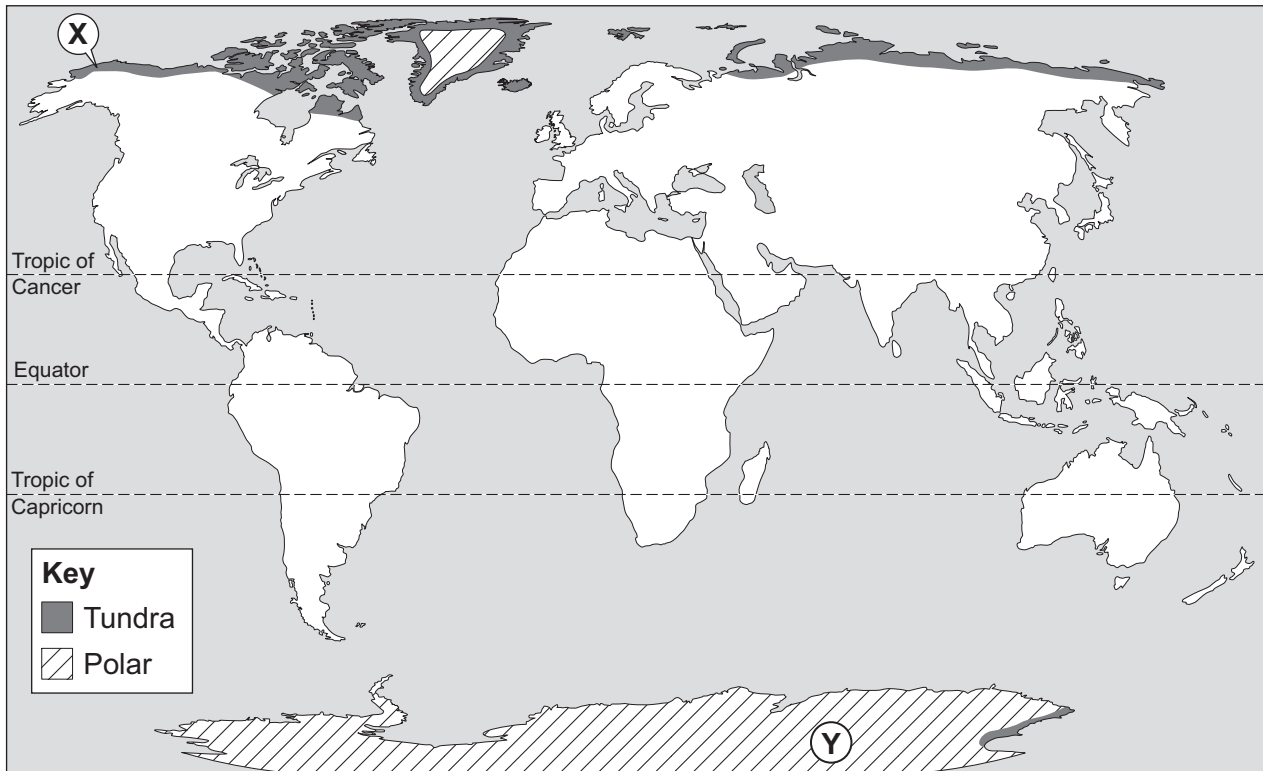 X
Tropic of
Cancer
Equator
Tropic of
Capricorn
Key
Tundra
Polar
Y